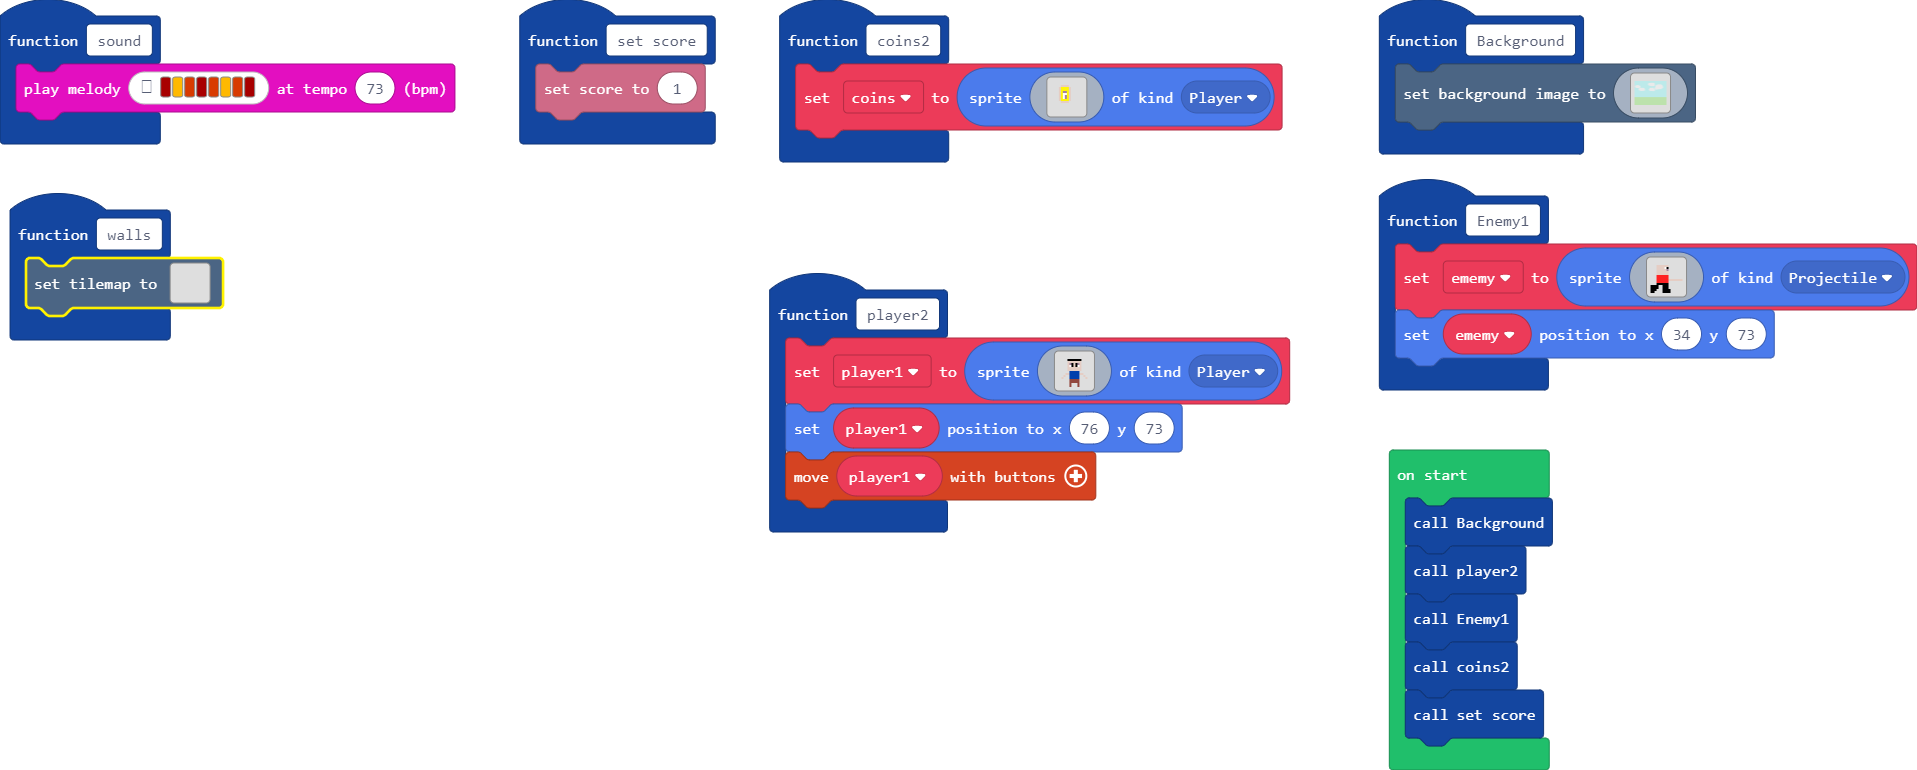 function sound
play melody at tempo 73 (bpm)
function set score
set score to 1
function coins2
set coins to sprite of kind Player
function Background
set background image to
function walls
set tilemap to
function Enemy1
set ememy to sprite of kind Projectile
set ememy position to x 34 y 73
function player2
set player1 to sprite of kind Player
set player1 position to x 76 y 73
move player1 with buttons
on start
call Background
call player2
call Enemy1
call coins2
call set score